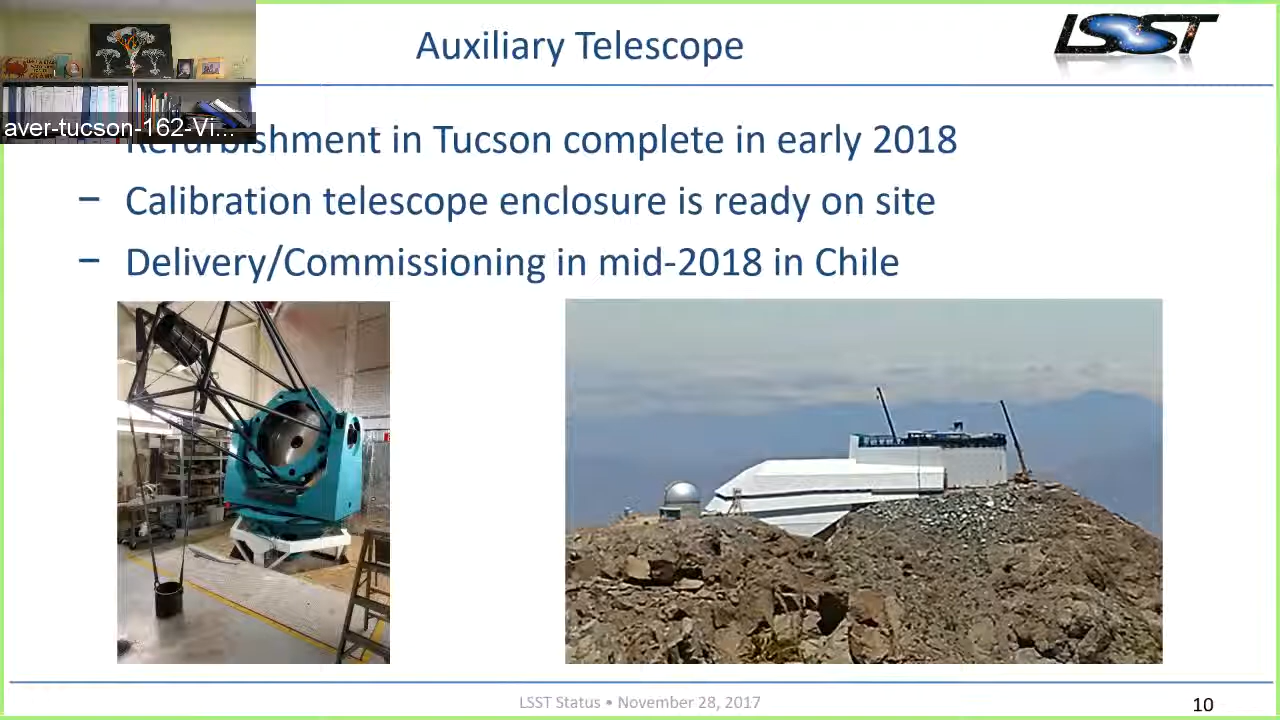 Auxiliary Telescope
LSST
aver-tucson-162-Vi...
Refurbishment in Tucson complete in early 2018
– Calibration telescope enclosure is ready on site
– Delivery/Commissioning in mid-2018 in Chile
LSST Status • November 28, 2017
10